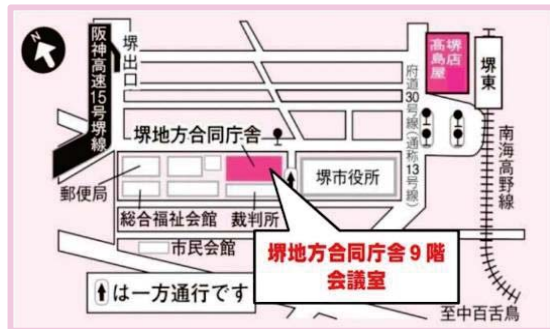 阪神高速15号堺線
堺出口
府道30号線(通称13号線)
堺店
高島屋
堺東
南海高野線
堺地方合同庁舎
郵便局
堺市役所
総合福祉会館
裁判所
市民会館
堺地方合同庁舎9階
会議室
は一方通行です
至中百舌鳥